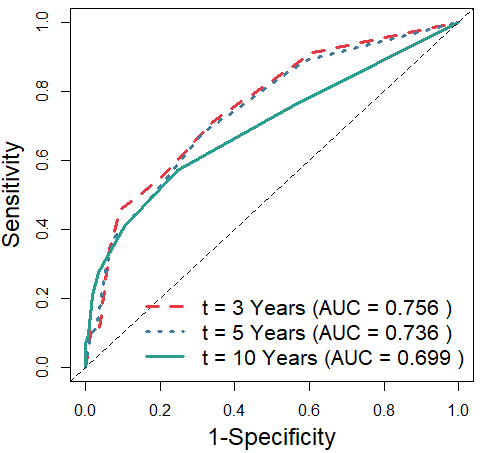 1.0
0.8
0.6
0.4
0.2
0.0
Sensitivity
t = 3 Years (AUC = 0.756 )
t = 5 Years (AUC = 0.736 )
t = 10 Years (AUC = 0.699 )
0.0 0.2 0.4 0.6 0.8 1.0
1-Specificity